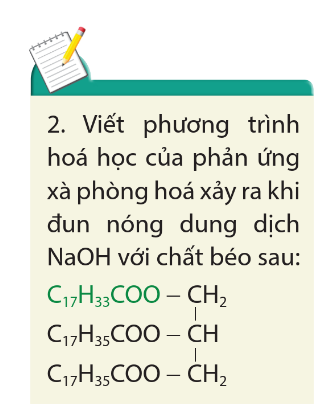 2. Viết phương trình
hoá học của phản ứng
xà phòng hoá xảy ra khi
đun nóng dung dịch
NaOH với chất béo sau:
C₁₇H₃₃COO – CH₂
C₁₇H₃₅COO – CH
C₁₇H₃₅COO – CH₂